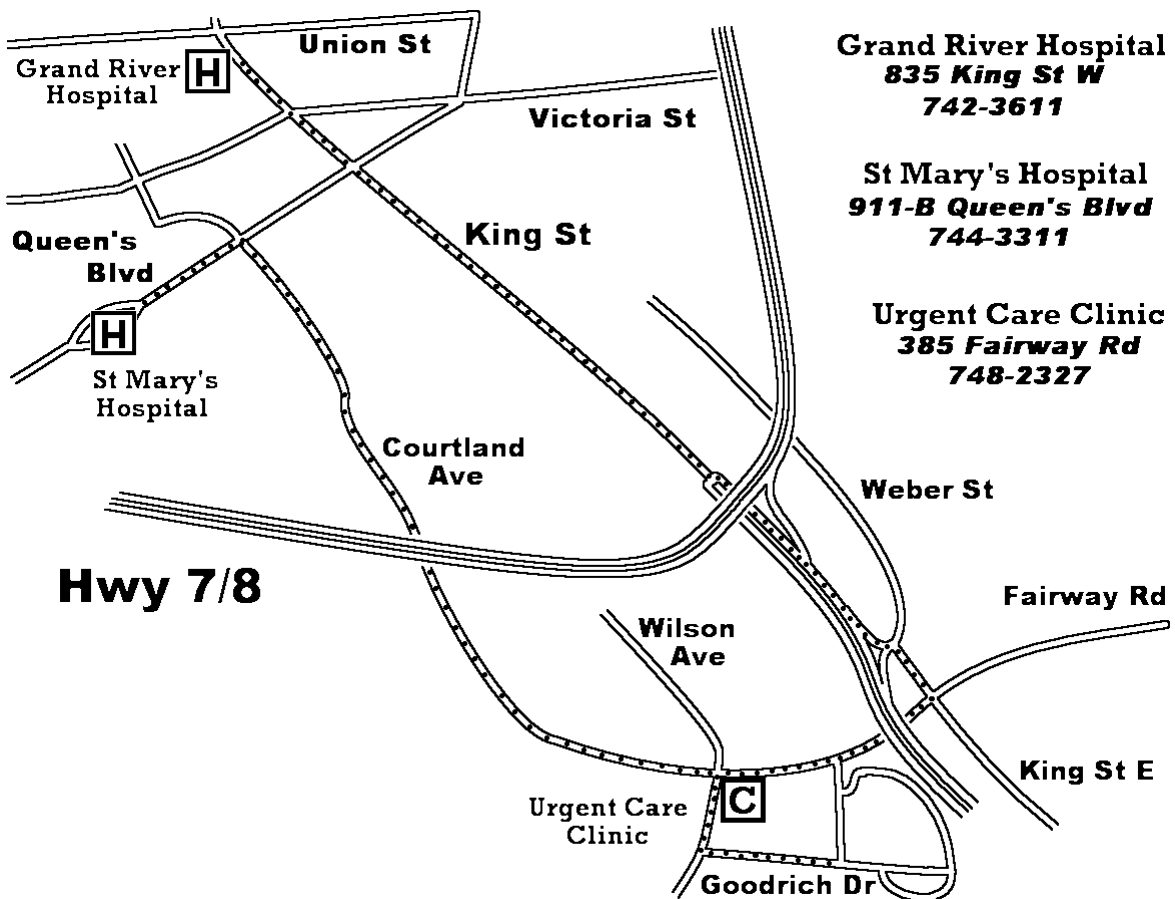 Union St
Grand River
Hospital
H
Victoria St
Grand River Hospital
835 King St W
742-3611
St Mary's Hospital
911-B Queen's Blvd
744-3311
Urgent Care Clinic
385 Fairway Rd
748-2327
Queen's
Blvd
King St
H
St Mary's
Hospital
Courtland
Ave
Weber St
Hwy 7/8
Wilson
Ave
Fairway Rd
King St E
Urgent Care
Clinic
C
Goodrich Dr